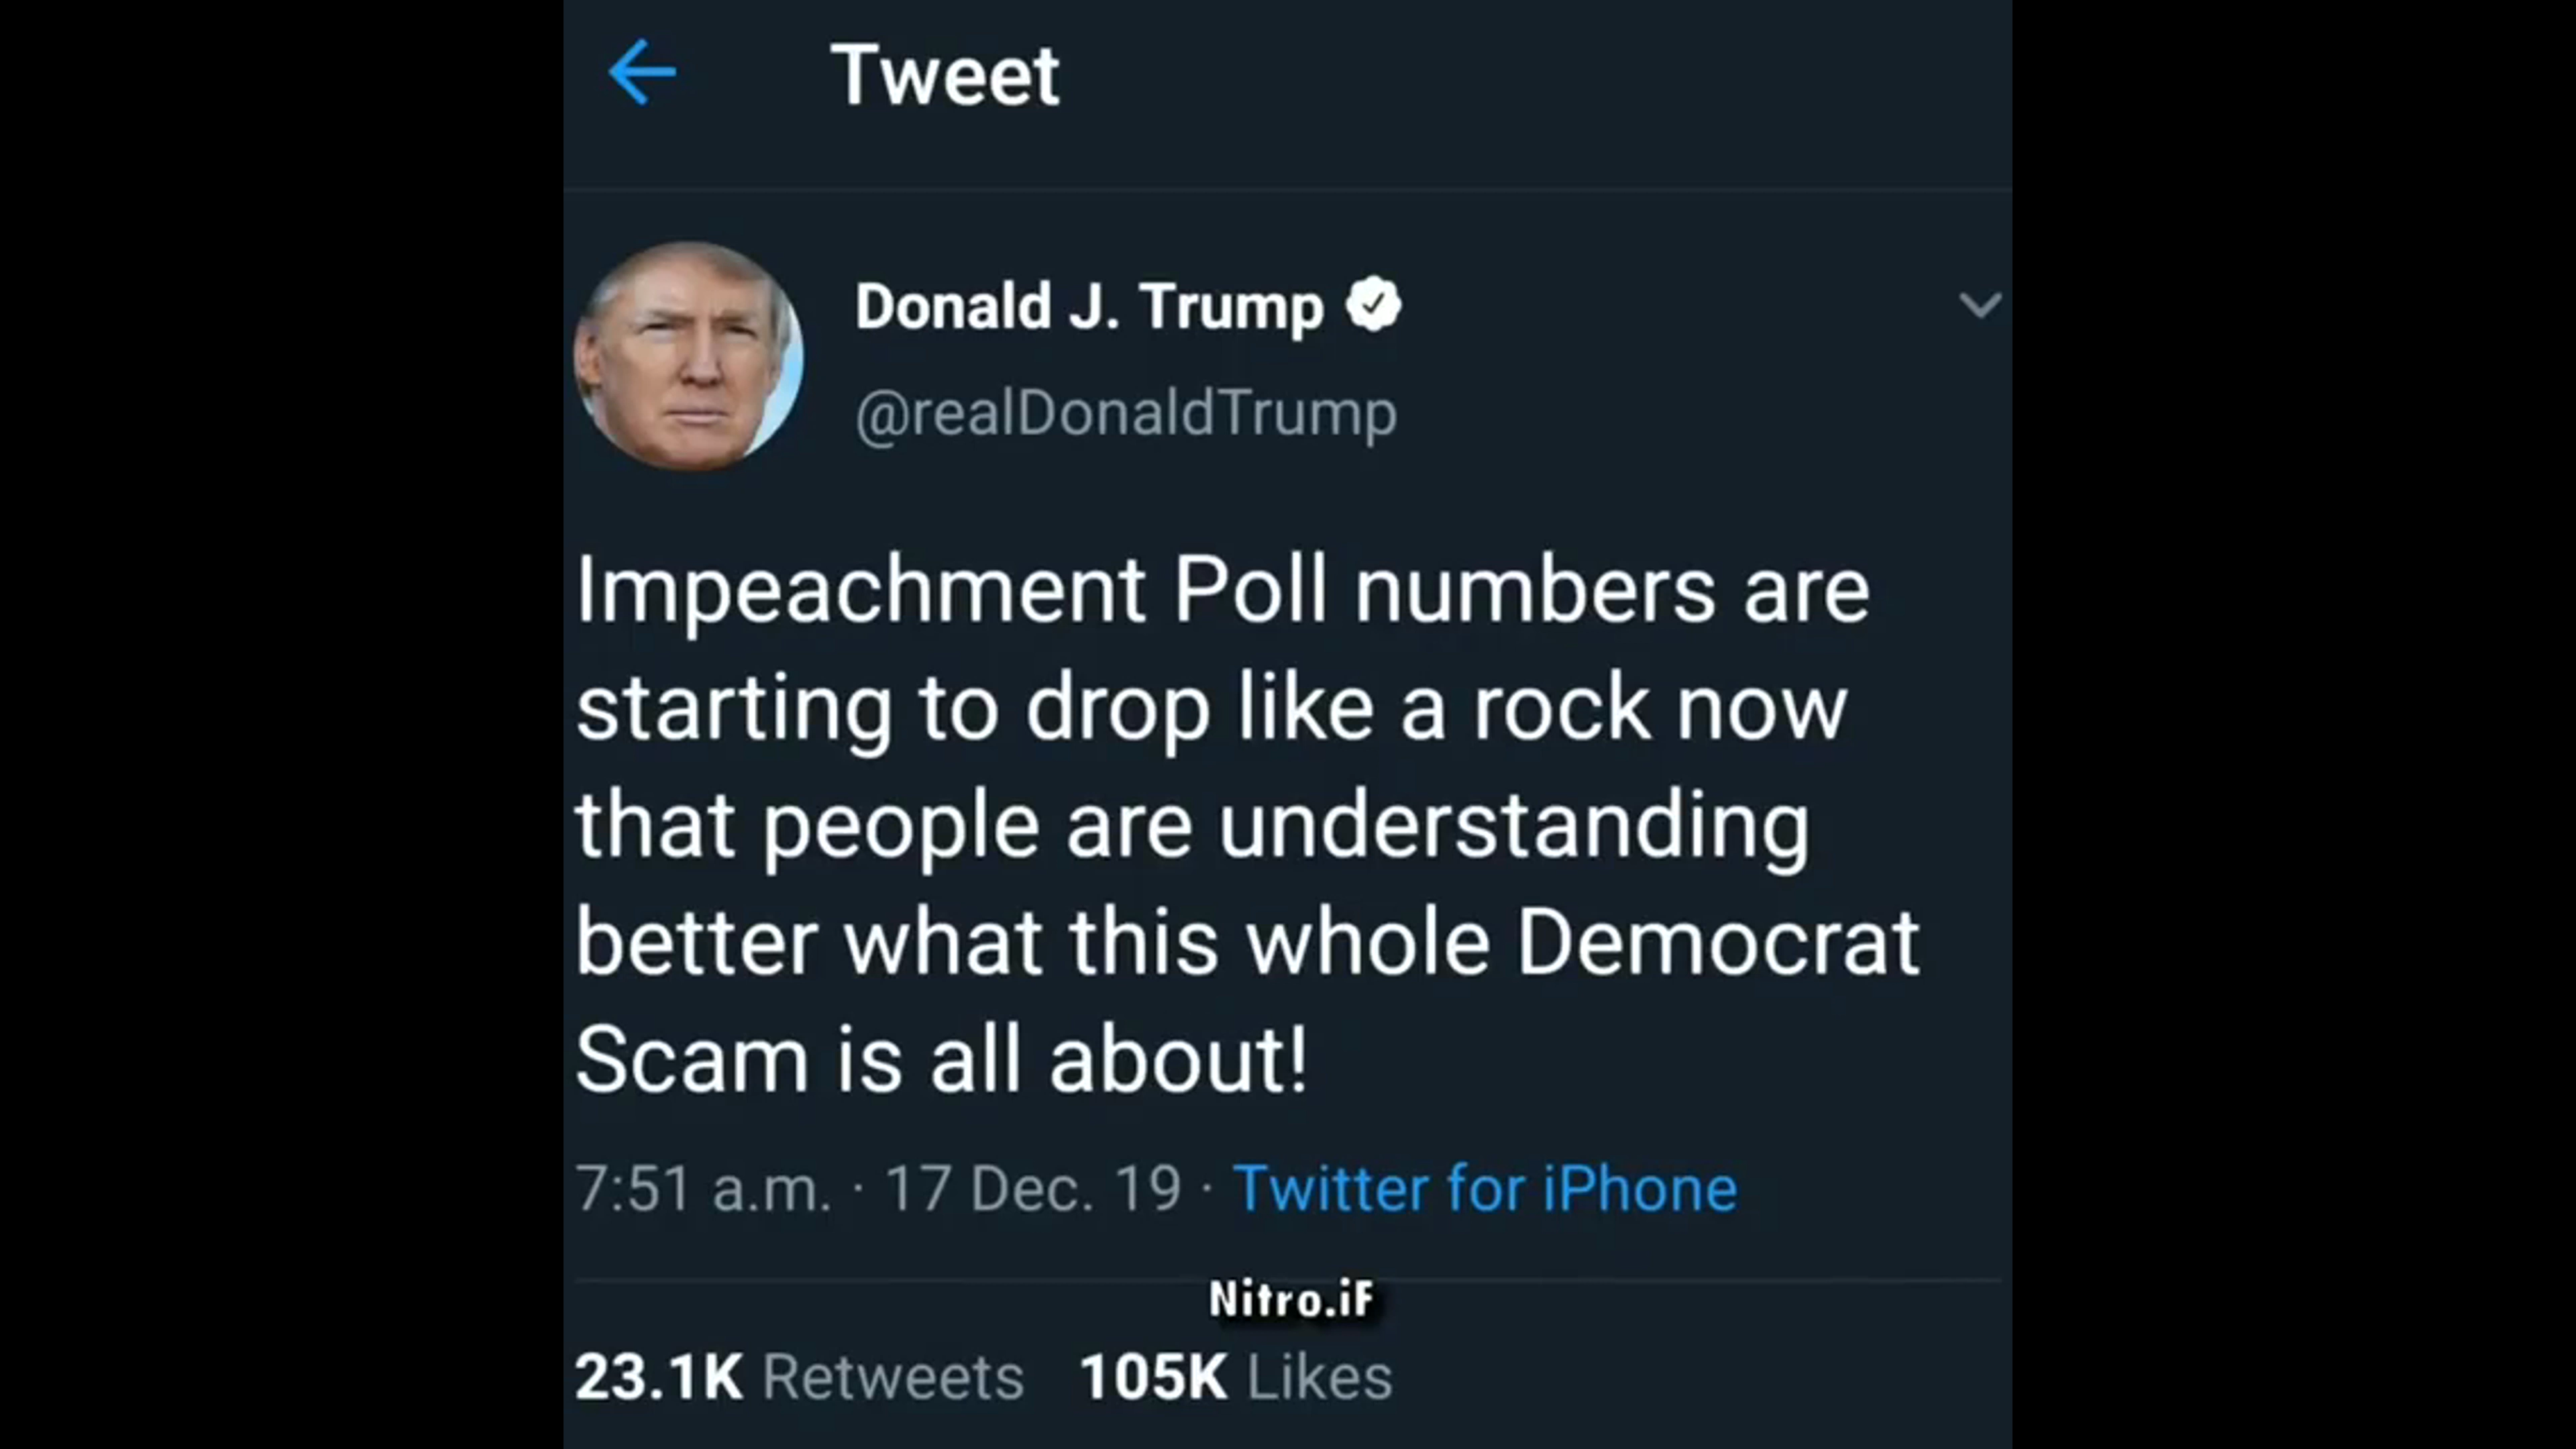 Tweet
Donald J. Trump
@realDonaldTrump
Impeachment Poll numbers are
starting to drop like a rock now
that people are understanding
better what this whole Democrat
Scam is all about!
7:51 a.m. · 17 Dec. 19 · Twitter for iPhone
Nitro.iF
23.1K Retweets 105K Likes